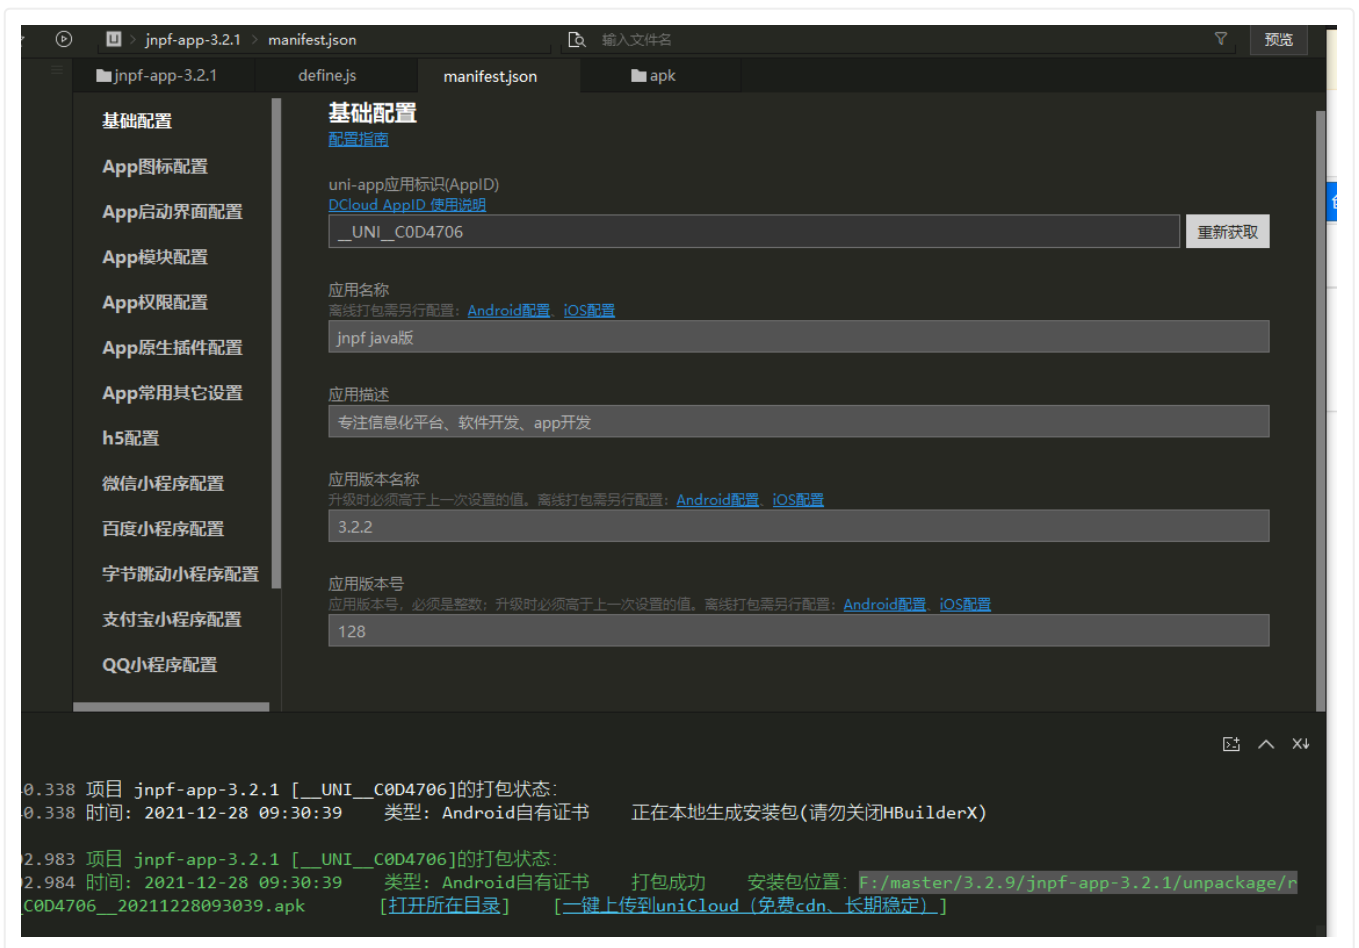 jnpf-app-3.2.1 > manifest.json
输入文件名
预览
jnpf-app-3.2.1
define.js
manifest.json
apk
基础配置
App图标配置
App启动界面配置
App模块配置
App权限配置
App原生插件配置
App常用其它设置
h5配置
微信小程序配置
百度小程序配置
字节跳动小程序配置
支付宝小程序配置
QQ小程序配置
基础配置
配置指南
uni-app应用标识(AppID)
DCloud AppID 使用说明
__UNI__C0D4706
重新获取
应用名称
离线打包需另行配置：Android配置、iOS配置
jnpf java版
应用描述
专注信息化平台、软件开发、app开发
应用版本名称
升级时必须高于上一次设置的值。离线打包需另行配置：Android配置、iOS配置
3.2.2
应用版本号
应用版本号，必须是整数；升级时必须高于上一次设置的值。离线打包需另行配置：Android配置、iOS配置
128
0.338 项目 jnpf-app-3.2.1 [__UNI__C0D4706]的打包状态:
0.338 时间: 2021-12-28 09:30:39 类型: Android自有证书 正在本地生成安装包(请勿关闭HBuilderX)
2.983 项目 jnpf-app-3.2.1 [__UNI__C0D4706]的打包状态:
2.984 时间: 2021-12-28 09:30:39 类型: Android自有证书 打包成功 安装包位置: F:/master/3.2.9/jnpf-app-3.2.1/unpackage/r
C0D4706__20211228093039.apk [打开所在目录] [一键上传到uniCloud（免费cdn、长期稳定）]